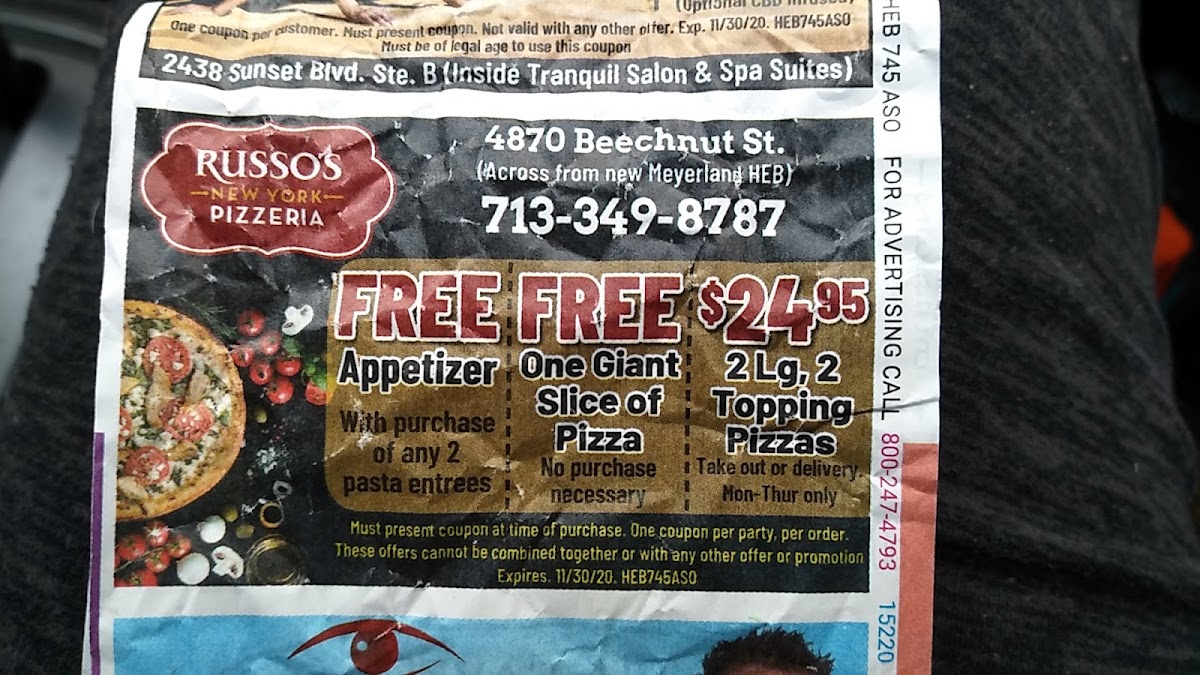 (Optional CBD Infused)
One coupon per customer. Must present coupon. Not valid with any other offer. Exp. 11/30/20. HEB745ASO
Must be of legal age to use this coupon
2438 Sunset Blvd. Ste. B (Inside Tranquil Salon & Spa Suites)
RUSSO'S
NEW YORK
PIZZERIA
4870 Beechnut St.
(Across from new Meyerland HEB)
713-349-8787
FREE
Appetizer
With purchase
of any 2
pasta entrees
FREE
One Giant
Slice of
Pizza
No purchase
necessary
$24.95
2 Lg, 2
Topping
Pizzas
Take out or delivery.
Mon-Thur only
Must present coupon at time of purchase. One coupon per party, per order.
These offers cannot be combined together or with any other offer or promotion
Expires. 11/30/20. HEB745ASO
HEB 745 ASO FOR ADVERTISING CALL 800-247-4793 15220